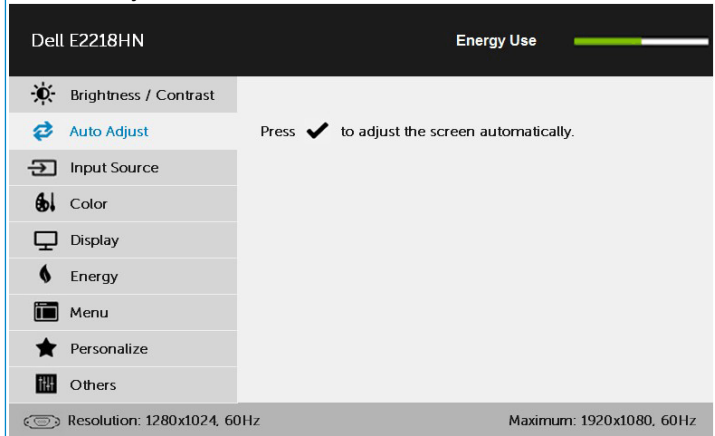 Dell E2218HN
Energy Use
Brightness / Contrast
Auto Adjust
Press ✔ to adjust the screen automatically.
Input Source
Color
Display
Energy
Menu
Personalize
Others
Resolution: 1280x1024, 60Hz
Maximum: 1920x1080, 60Hz